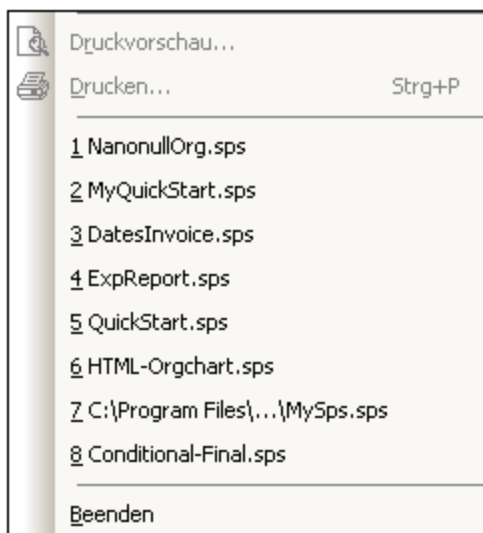 Druckvorschau...
Drucken... Strg+P
1 NanonullOrg.sps
2 MyQuickStart.sps
3 DatesInvoice.sps
4 ExpReport.sps
5 QuickStart.sps
6 HTML-Orgchart.sps
7 C:\Program Files\...\MySps.sps
8 Conditional-Final.sps
Beenden